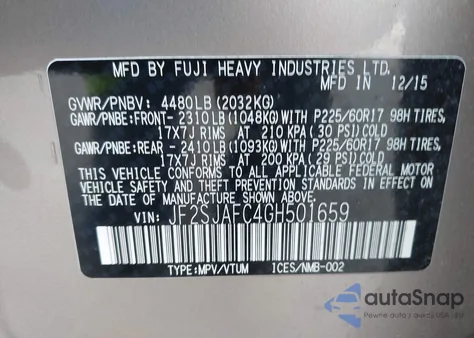 MFD BY FUJI HEAVY INDUSTRIES LTD.
MFD IN 12/15
GVWR/PNBV: 4480LB (2032KG)
GAWR/PNBE:FRONT- 2310LB (1048KG) WITH P225/60R17 98H TIRES,
17X7J RIMS AT 210 KPA (30 PSI) COLD
GAWR/PNBE:REAR - 2410LB (1093KG) WITH P225/60R17 98H TIRES,
17X7J RIMS AT 200 KPA (29 PSI) COLD
THIS VEHICLE CONFORMS TO ALL APPLICABLE FEDERAL MOTOR
VEHICLE SAFETY STANDARDS IN EFFECT ON THE DATE OF
MANUFACTURE SHOWN ABOVE.
VIN: JF2SJAFC4GH501659
TYPE:MPV/VTUM ICES/NMB-002
autoSnap
Pewne auto z USA i Kanady